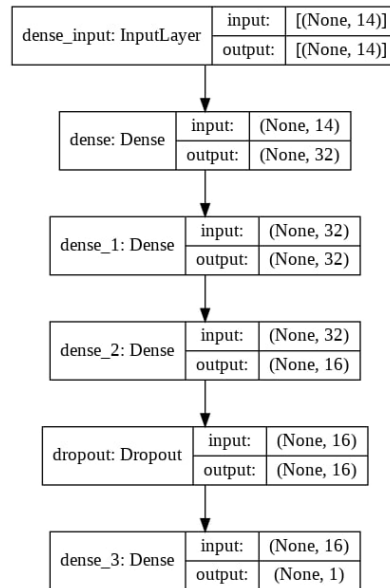 dense_input: InputLayer
input: [(None, 14)]
output: [(None, 14)]
dense: Dense
input: (None, 14)
output: (None, 32)
dense_1: Dense
input: (None, 32)
output: (None, 32)
dense_2: Dense
input: (None, 32)
output: (None, 16)
dropout: Dropout
input: (None, 16)
output: (None, 16)
dense_3: Dense
input: (None, 16)
output: (None, 1)